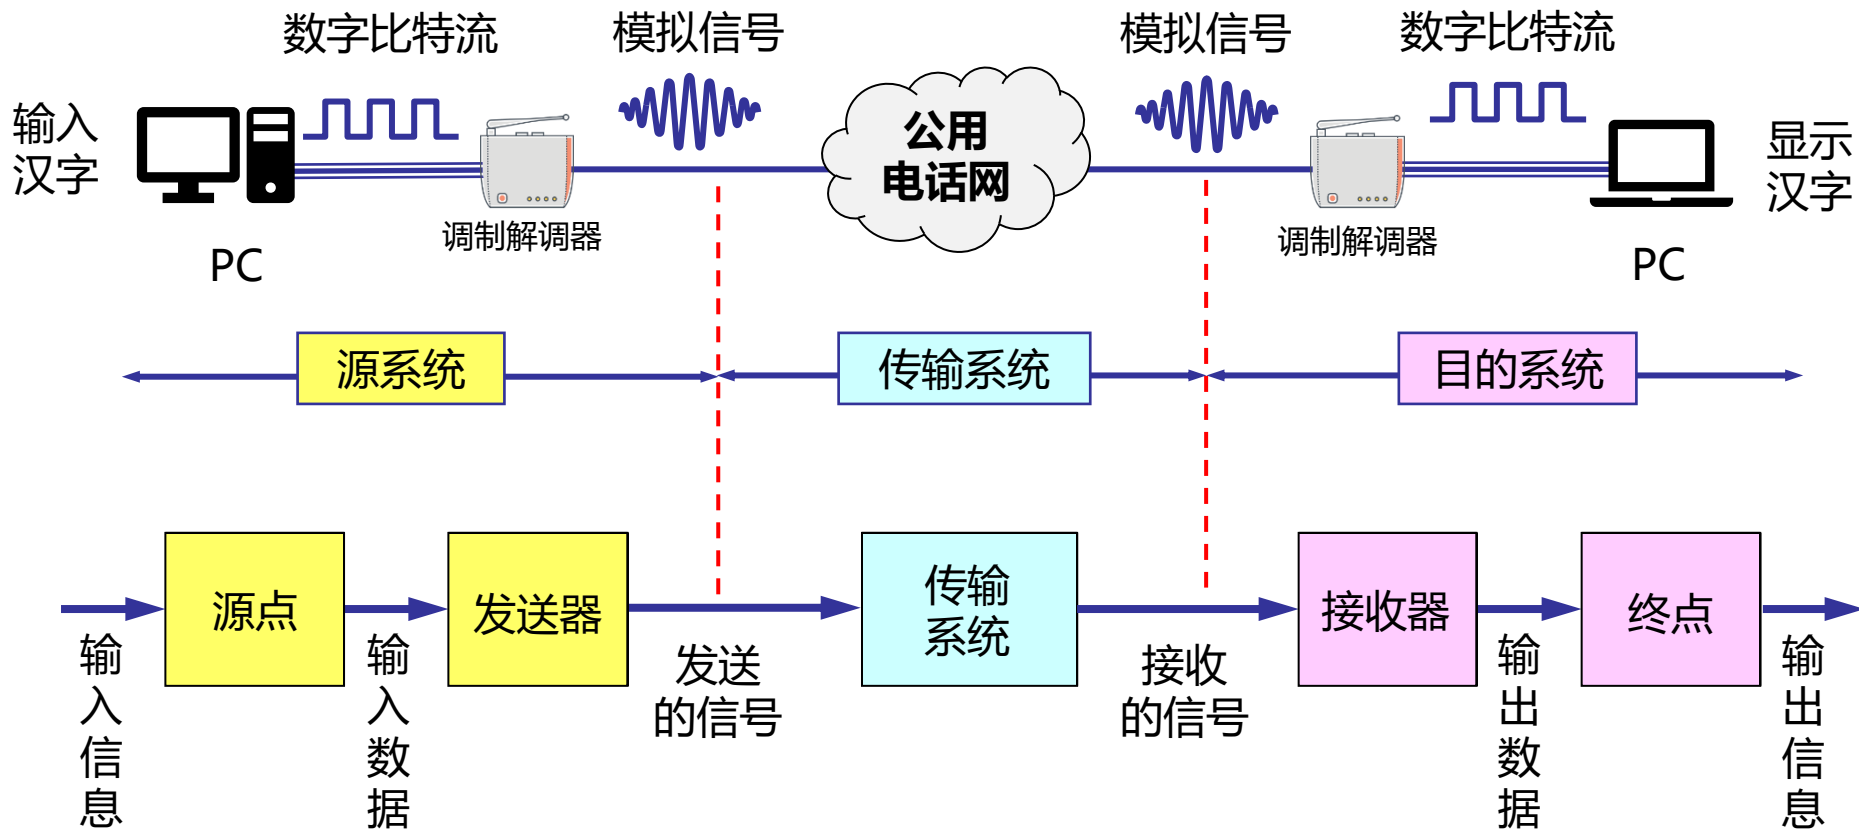 数字比特流
模拟信号
模拟信号
数字比特流
输入
汉字
公用
电话网
显示
汉字
调制解调器
调制解调器
PC
PC
源系统
传输系统
目的系统
源点
发送器
传输
系统
接收器
终点
输入信息
输入数据
发送
的信号
接收
的信号
输出数据
输出信息